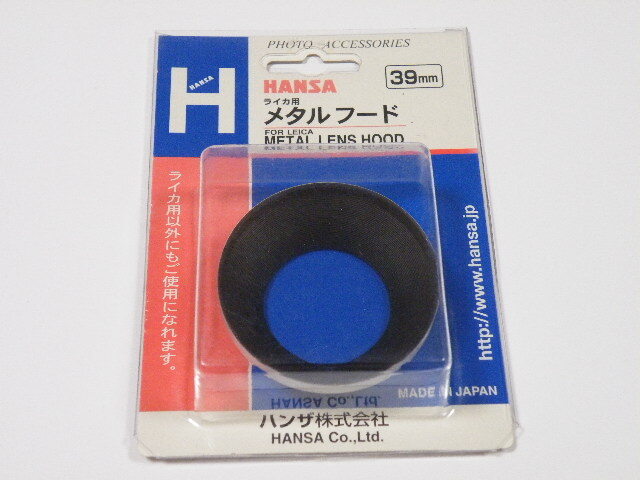 PHOTO ACCESSORIES
H
HANSA
HANSA
39mm
ライカ用
メタルフード
FOR LEICA
METAL LENS HOOD
ライカ用以外にもご使用になれます。
http://www.hansa.jp
MADE IN JAPAN
HANSA Co.,Ltd.
ハンザ株式会社
HANSA Co.,Ltd.